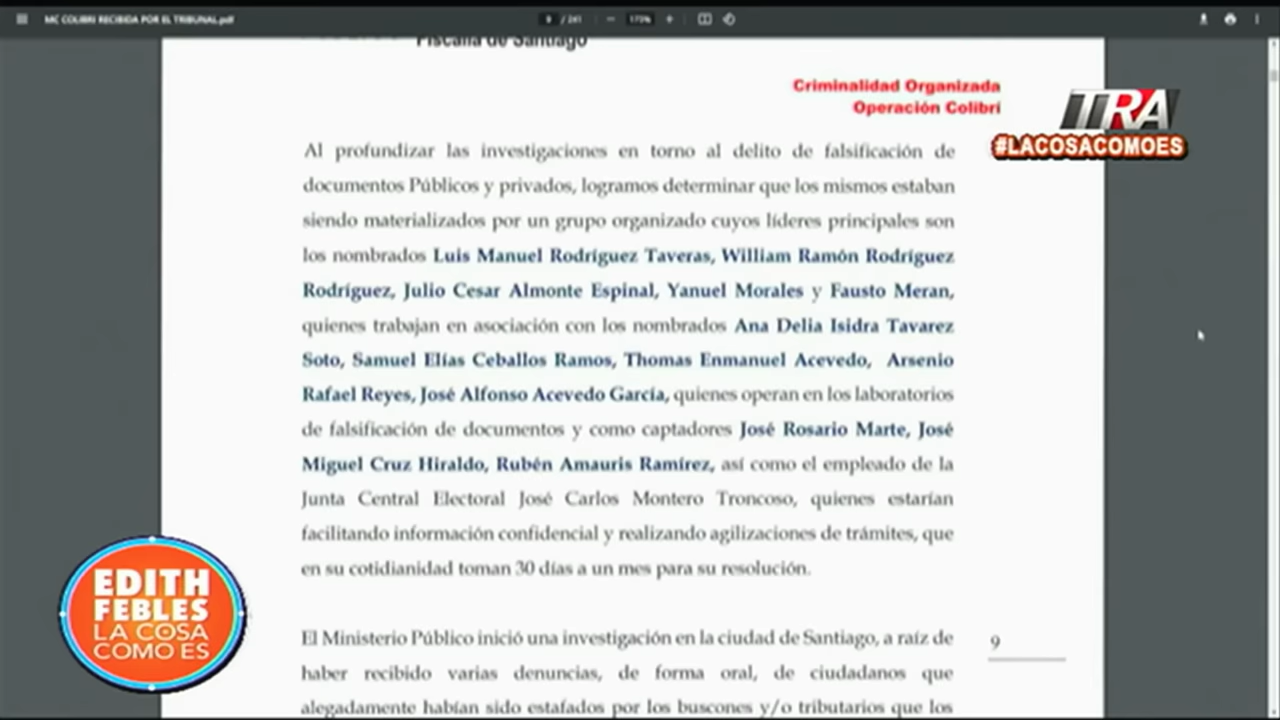 MC COLIBRI RECIBIDA POR EL TRIBUNAL.pdf
9 / 241
175%
Fiscalía de Santiago
Criminalidad Organizada
Operación Colibrí
TRA
#LACOSACOMOES
Al profundizar las investigaciones en torno al delito de falsificación de
documentos Públicos y privados, logramos determinar que los mismos estaban
siendo materializados por un grupo organizado cuyos líderes principales son
los nombrados Luis Manuel Rodríguez Taveras, William Ramón Rodríguez
Rodríguez, Julio Cesar Almonte Espinal, Yanuel Morales y Fausto Meran,
quienes trabajan en asociación con los nombrados Ana Delia Isidra Tavarez
Soto, Samuel Elías Ceballos Ramos, Thomas Enmanuel Acevedo, Arsenio
Rafael Reyes, José Alfonso Acevedo García, quienes operan en los laboratorios
de falsificación de documentos y como captadores José Rosario Marte, José
Miguel Cruz Hiraldo, Rubén Amauris Ramírez, así como el empleado de la
Junta Central Electoral José Carlos Montero Troncoso, quienes estarían
facilitando información confidencial y realizando agilizaciones de trámites, que
en su cotidianidad toman 30 días a un mes para su resolución.
El Ministerio Público inició una investigación en la ciudad de Santiago, a raíz de
haber recibido varias denuncias, de forma oral, de ciudadanos que
alegadamente habían sido estafados por los buscones y/o tributarios que los
9
EDITH
FEBLES
LA COSA
COMO ES